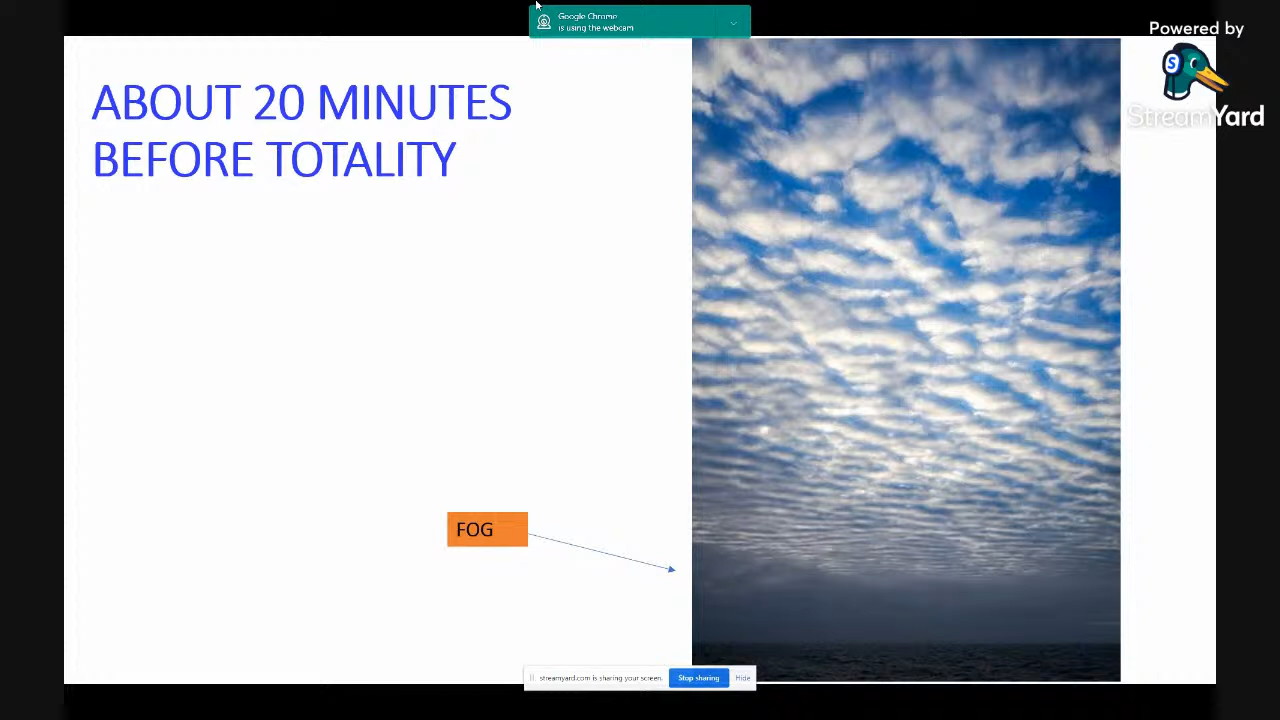 Google Chrome
is using the webcam
Powered by
S
StreamYard
ABOUT 20 MINUTES
BEFORE TOTALITY
FOG
streamyard.com is sharing your screen.
Stop sharing
Hide